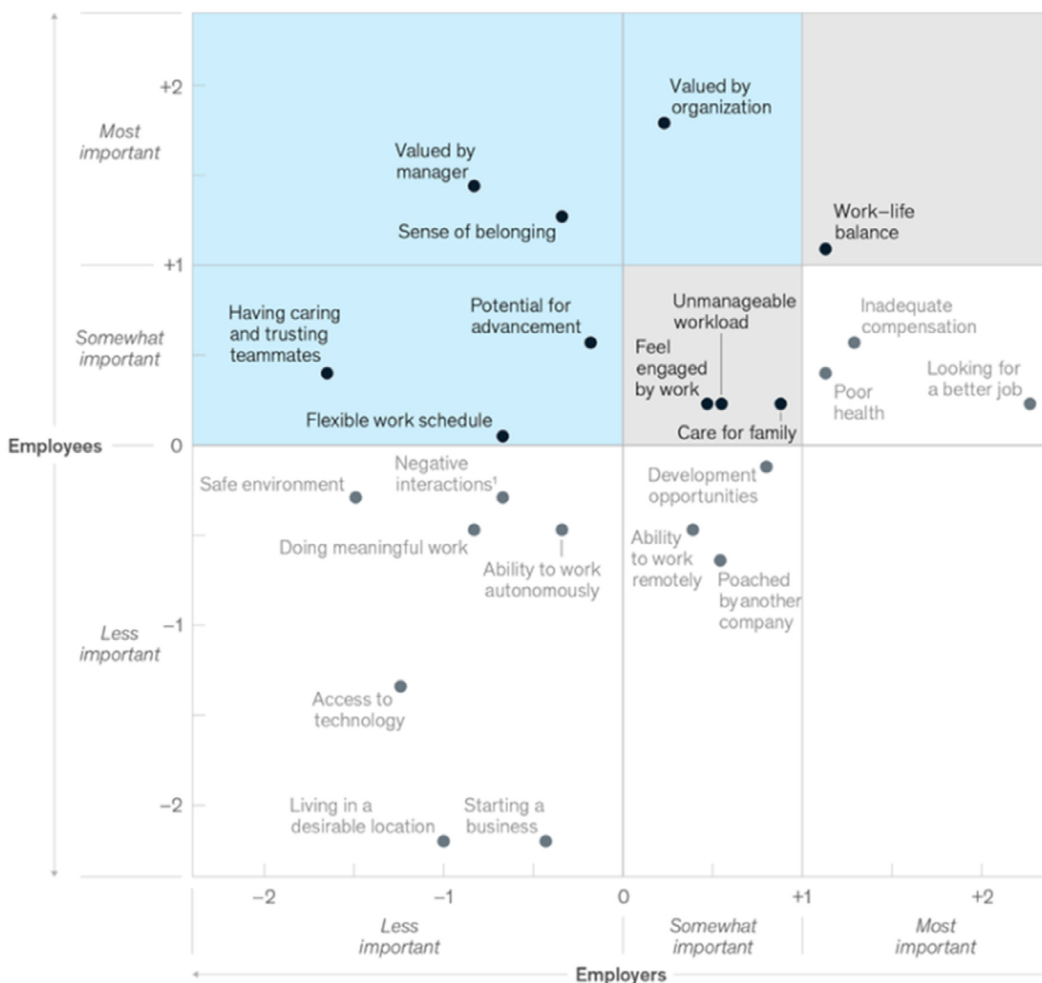 +2
Most
important
Valued by
organization
Valued by
manager
Sense of belonging
Work–life
balance
+1
Somewhat
important
Having caring
and trusting
teammates
Potential for
advancement
Flexible work schedule
Unmanageable
workload
Feel
engaged
by work
Care for family
Inadequate
compensation
Poor
health
Looking for
a better job
Employees
0
Safe environment
Negative
interactions¹
Doing meaningful work
Ability to work
autonomously
Development
opportunities
Ability
to work
remotely
Poached
by another
company
–1
Less
important
Access to
technology
–2
Living in a
desirable location
Starting a
business
–2
–1
0
+1
+2
Less
important
Somewhat
important
Most
important
Employers